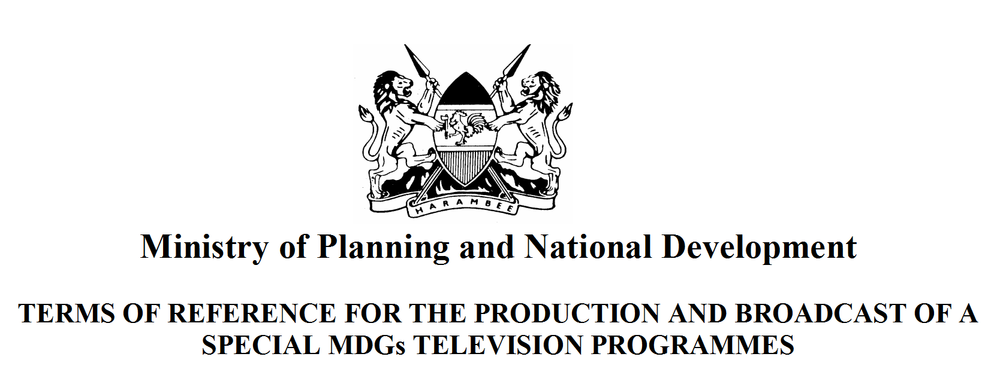 HARAMBEE
Ministry of Planning and National Development
TERMS OF REFERENCE FOR THE PRODUCTION AND BROADCAST OF A
SPECIAL MDGs TELEVISION PROGRAMMES